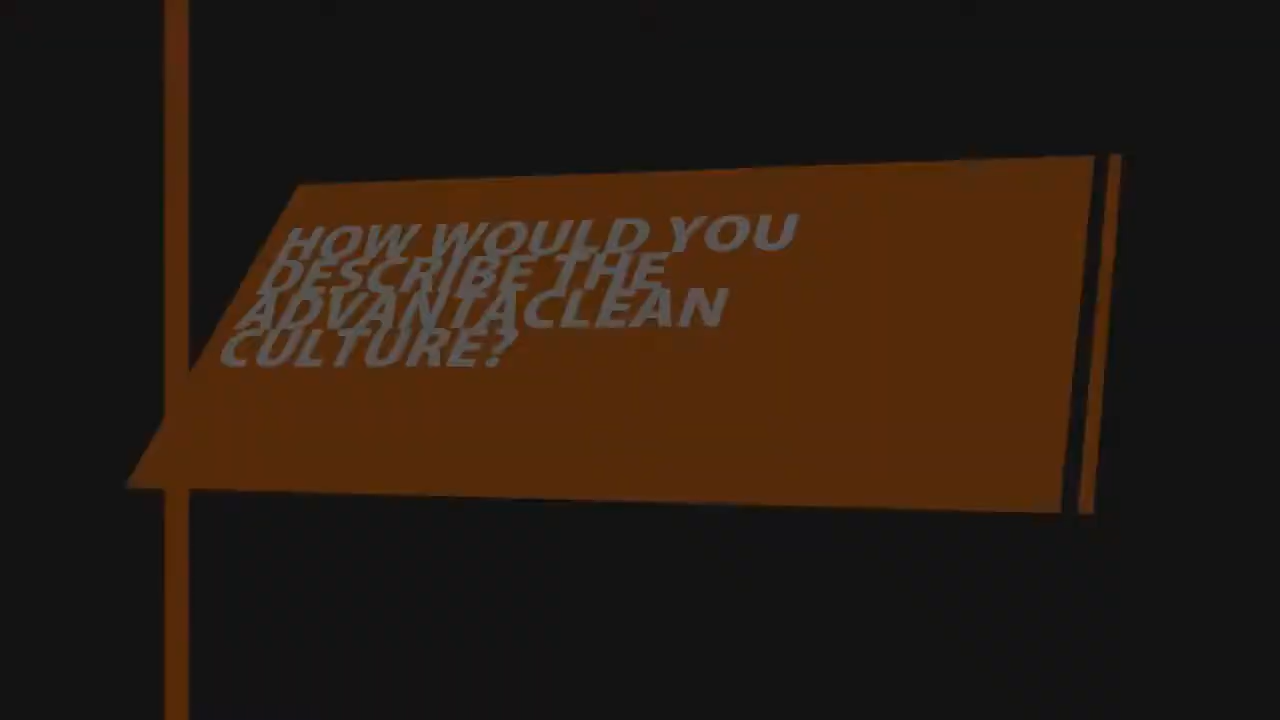 HOW WOULD YOU
DESCRIBE THE
ADVANTACLEAN
CULTURE?